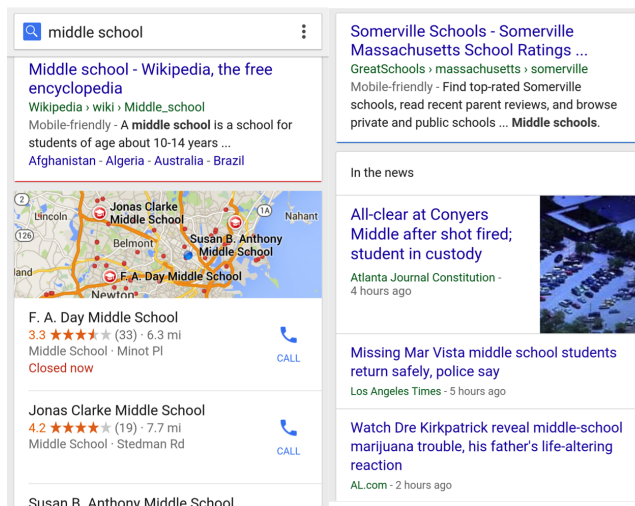 middle school
Middle school - Wikipedia, the free
encyclopedia
Wikipedia › wiki › Middle_school
Mobile-friendly - A middle school is a school for
students of age about 10-14 years ...
Afghanistan - Algeria - Australia - Brazil
2
Jonas Clarke
Middle School
1A
Lincoln
Nahant
126
Belmont
Susan B. Anthony
Middle School
land
F. A. Day Middle School
Newton
F. A. Day Middle School
3.3 (33) · 6.3 mi
Middle School · Minot Pl
Closed now
CALL
Jonas Clarke Middle School
4.2 (19) · 7.7 mi
Middle School · Stedman Rd
CALL
Susan B. Anthony Middle School
Somerville Schools - Somerville
Massachusetts School Ratings ...
GreatSchools › massachusetts › somerville
Mobile-friendly - Find top-rated Somerville
schools, read recent parent reviews, and browse
private and public schools ... Middle schools.
In the news
All-clear at Conyers
Middle after shot fired;
student in custody
Atlanta Journal Constitution -
4 hours ago
Missing Mar Vista middle school students
return safely, police say
Los Angeles Times - 5 hours ago
Watch Dre Kirkpatrick reveal middle-school
marijuana trouble, his father's life-altering
reaction
AL.com - 2 hours ago